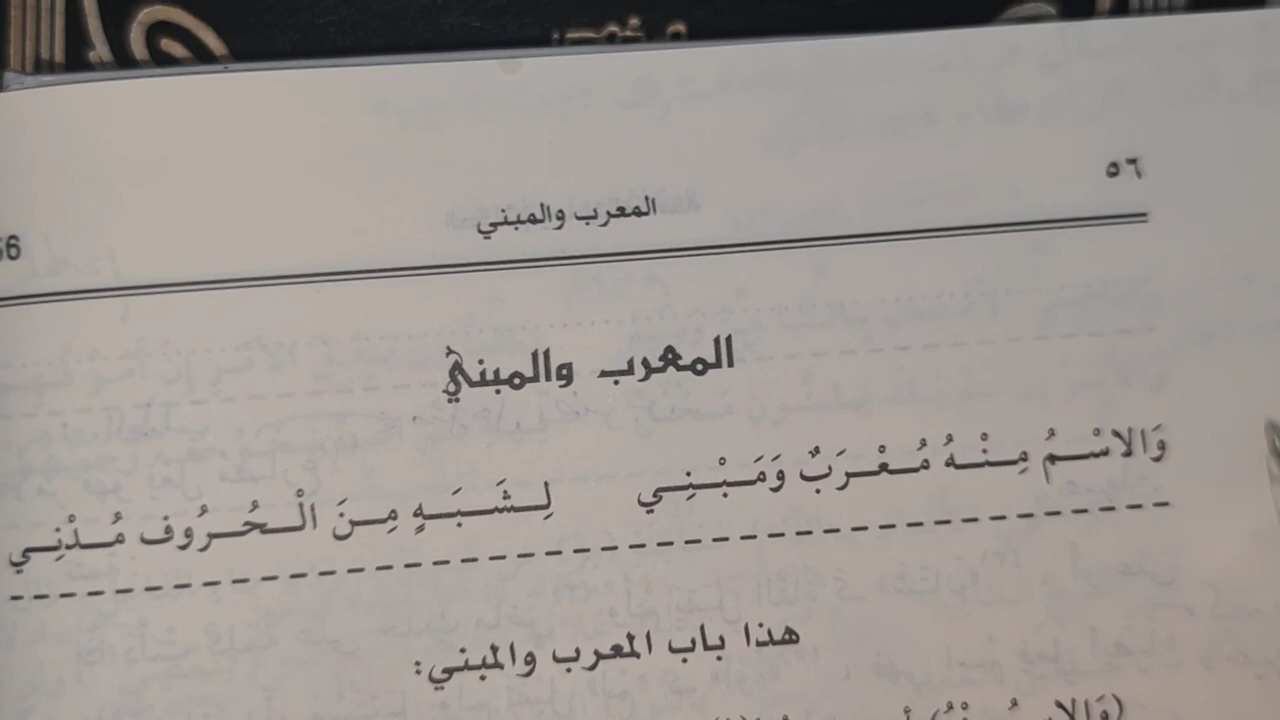 ٥٦
المعرب والمبني
56
المعرب والمبني
وَالاسْمُ مِنْهُ مُعْرَبٌ وَمَبْنِي لِشَبَهٍ مِنَ الْحُرُوف مُدْنِي
هذا باب المعرب والمبني: